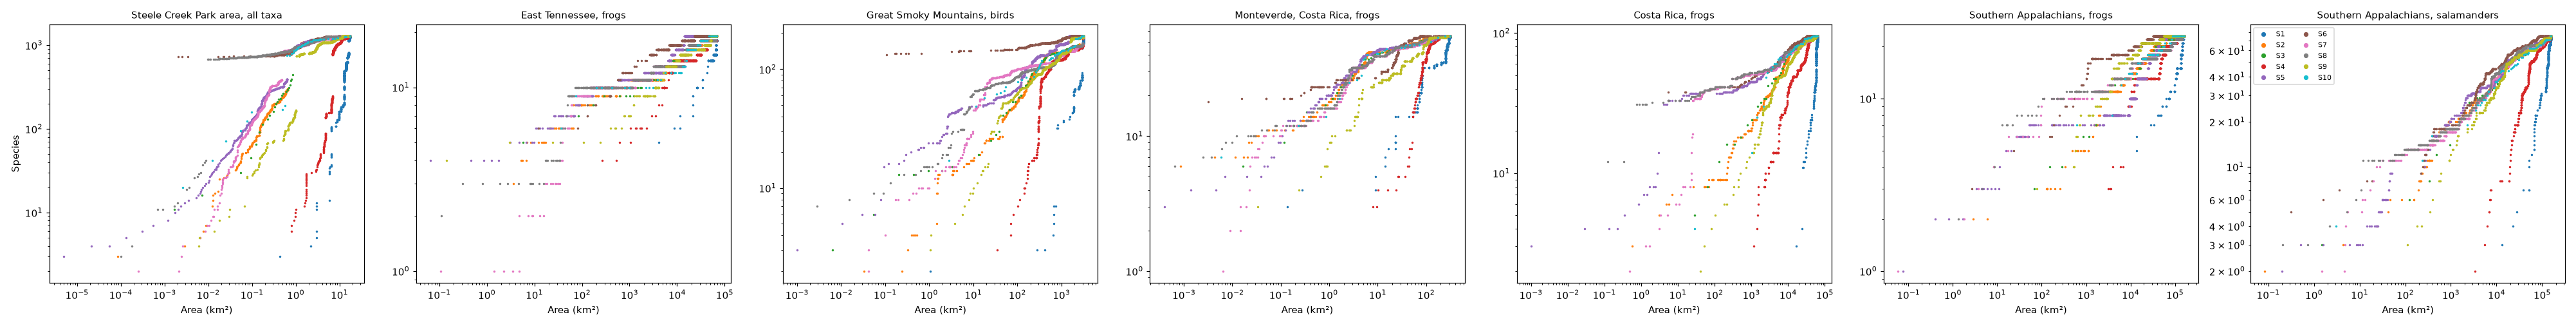 Steele Creek Park area, all taxa
Species
10³
10²
10¹
10⁻⁵ 10⁻⁴ 10⁻³ 10⁻² 10⁻¹ 10⁰ 10¹
Area (km²)
East Tennessee, frogs
10¹
10⁰
10⁻¹ 10⁰ 10¹ 10² 10³ 10⁴ 10⁵
Area (km²)
Great Smoky Mountains, birds
10²
10¹
10⁻³ 10⁻² 10⁻¹ 10⁰ 10¹ 10² 10³
Area (km²)
Monteverde, Costa Rica, frogs
10¹
10⁰
10⁻³ 10⁻² 10⁻¹ 10⁰ 10¹ 10²
Area (km²)
Costa Rica, frogs
10²
10¹
10⁻³ 10⁻² 10⁻¹ 10⁰ 10¹ 10² 10³ 10⁴ 10⁵
Area (km²)
Southern Appalachians, frogs
10¹
10⁰
10⁻¹ 10⁰ 10¹ 10² 10³ 10⁴ 10⁵
Area (km²)
Southern Appalachians, salamanders
6 × 10¹
4 × 10¹
3 × 10¹
2 × 10¹
10¹
6 × 10⁰
4 × 10⁰
3 × 10⁰
2 × 10⁰
S1 S6
S2 S7
S3 S8
S4 S9
S5 S10
10⁻¹ 10⁰ 10¹ 10² 10³ 10⁴ 10⁵
Area (km²)